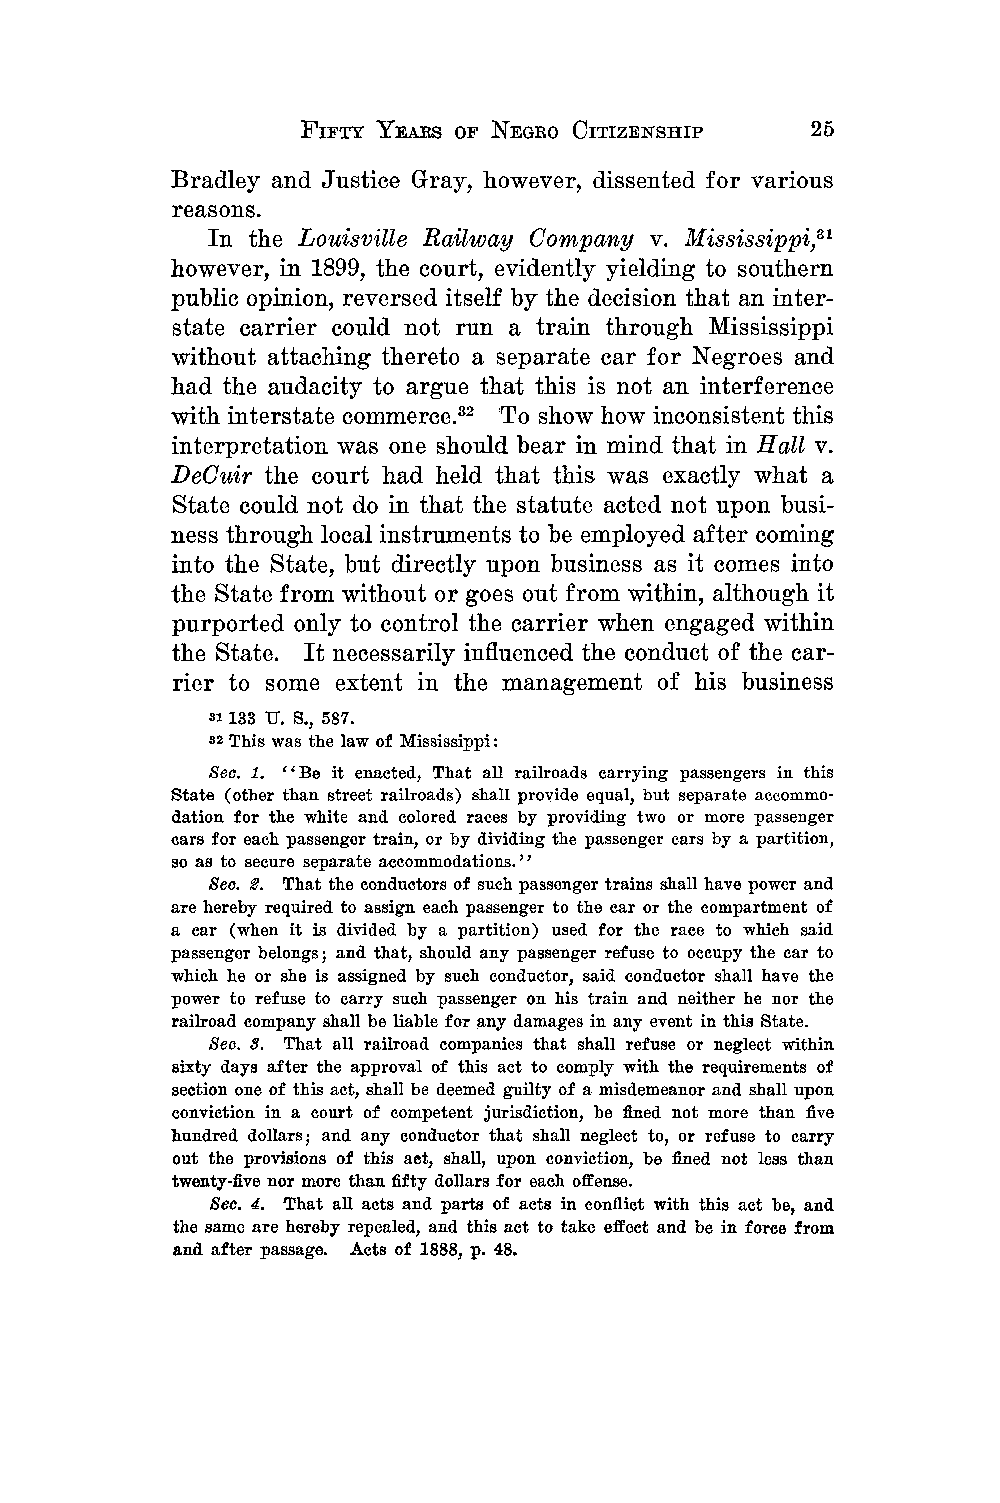 FIFTY YEARS OF NEGRO CITIZENSHIP 25
Bradley and Justice Gray, however, dissented for various
reasons.
In the Louisville Railway Company v. Mississippi,³¹
however, in 1899, the court, evidently yielding to southern
public opinion, reversed itself by the decision that an inter-
state carrier could not run a train through Mississippi
without attaching thereto a separate car for Negroes and
had the audacity to argue that this is not an interference
with interstate commerce.³² To show how inconsistent this
interpretation was one should bear in mind that in Hall v.
DeCuir the court had held that this was exactly what a
State could not do in that the statute acted not upon busi-
ness through local instruments to be employed after coming
into the State, but directly upon business as it comes into
the State from without or goes out from within, although it
purported only to control the carrier when engaged within
the State. It necessarily influenced the conduct of the car-
rier to some extent in the management of his business
³¹ 133 U. S., 587.
³² This was the law of Mississippi:
Sec. 1. “Be it enacted, That all railroads carrying passengers in this
State (other than street railroads) shall provide equal, but separate accommo-
dation for the white and colored races by providing two or more passenger
cars for each passenger train, or by dividing the passenger cars by a partition,
so as to secure separate accommodations.”
Sec. 2. That the conductors of such passenger trains shall have power and
are hereby required to assign each passenger to the car or the compartment of
a car (when it is divided by a partition) used for the race to which said
passenger belongs; and that, should any passenger refuse to occupy the car to
which he or she is assigned by such conductor, said conductor shall have the
power to refuse to carry such passenger on his train and neither he nor the
railroad company shall be liable for any damages in any event in this State.
Sec. 3. That all railroad companies that shall refuse or neglect within
sixty days after the approval of this act to comply with the requirements of
section one of this act, shall be deemed guilty of a misdemeanor and shall upon
conviction in a court of competent jurisdiction, be fined not more than five
hundred dollars; and any conductor that shall neglect to, or refuse to carry
out the provisions of this act, shall, upon conviction, be fined not less than
twenty-five nor more than fifty dollars for each offense.
Sec. 4. That all acts and parts of acts in conflict with this act be, and
the same are hereby repealed, and this act to take effect and be in force from
and after passage. Acts of 1888, p. 48.